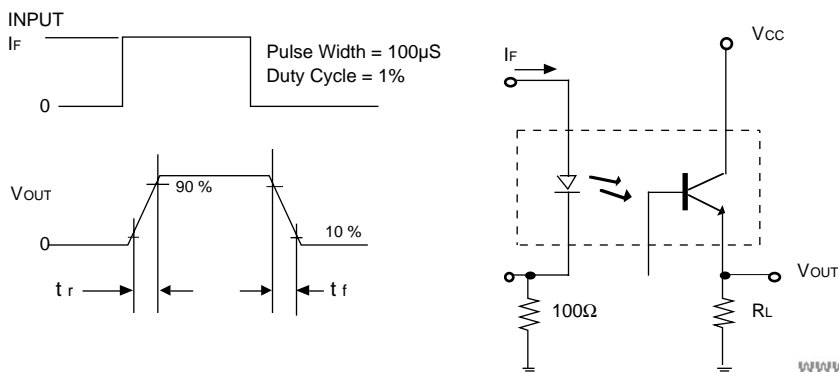 INPUT
IF
Pulse Width = 100µS
Duty Cycle = 1%
0
VOUT
90 %
10 %
0
t r
t f
IF
VCC
VOUT
100Ω
RL